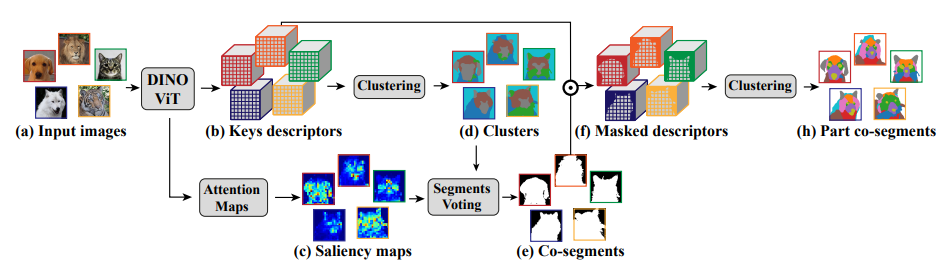 DINO
ViT
Clustering
Clustering
(a) Input images
(b) Keys descriptors
(d) Clusters
(f) Masked descriptors
(h) Part co-segments
Attention
Maps
Segments
Voting
(c) Saliency maps
(e) Co-segments